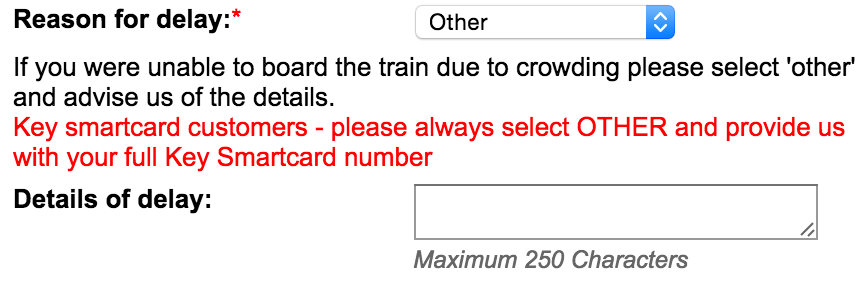 Reason for delay:*
Other
If you were unable to board the train due to crowding please select 'other'
and advise us of the details.
Key smartcard customers - please always select OTHER and provide us
with your full Key Smartcard number
Details of delay:
Maximum 250 Characters